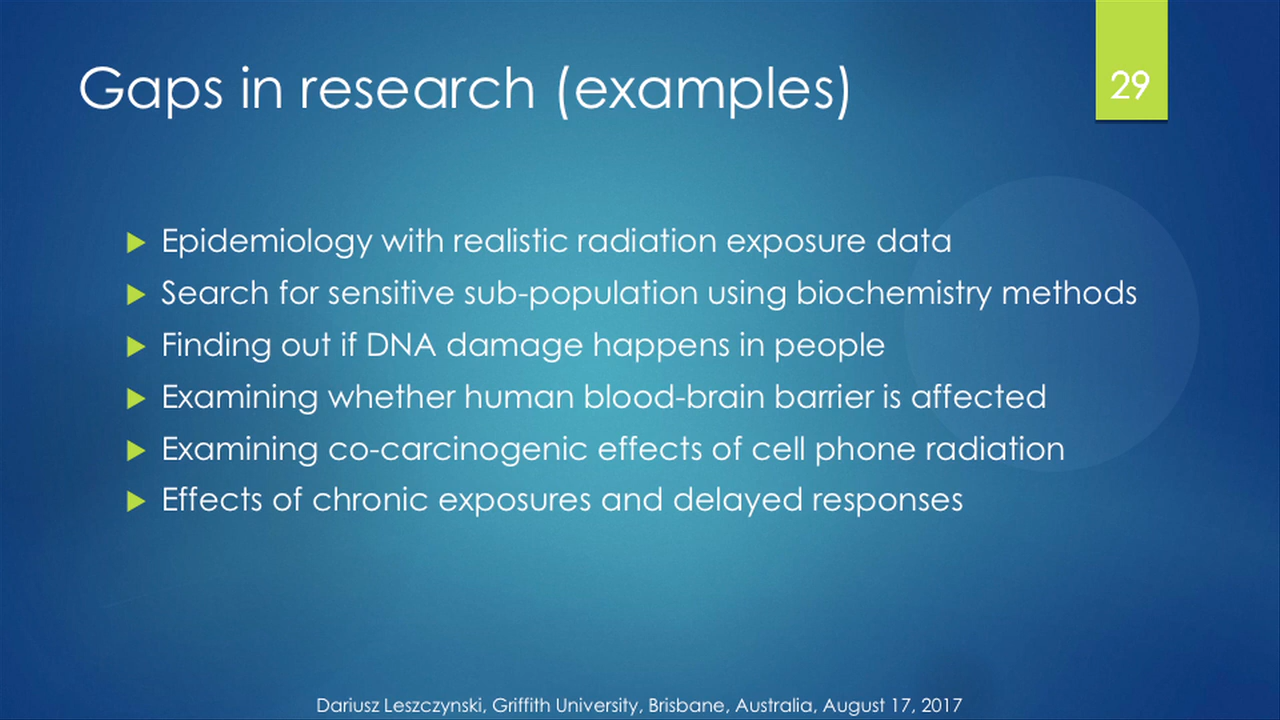 Gaps in research (examples)
29
Epidemiology with realistic radiation exposure data
Search for sensitive sub-population using biochemistry methods
Finding out if DNA damage happens in people
Examining whether human blood-brain barrier is affected
Examining co-carcinogenic effects of cell phone radiation
Effects of chronic exposures and delayed responses
Dariusz Leszczynski, Griffith University, Brisbane, Australia, August 17, 2017